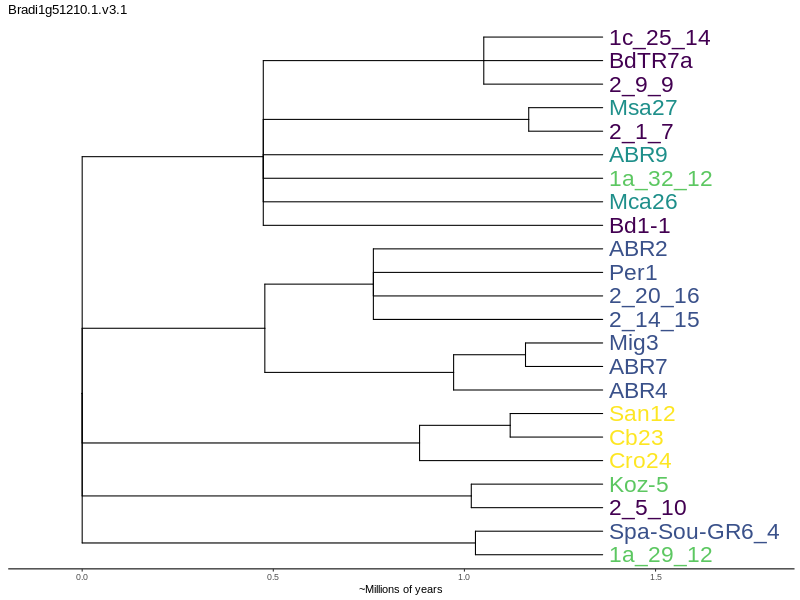 Bradi1g51210.1.v3.1
1c_25_14
BdTR7a
2_9_9
Msa27
2_1_7
ABR9
1a_32_12
Mca26
Bd1-1
ABR2
Per1
2_20_16
2_14_15
Mig3
ABR7
ABR4
San12
Cb23
Cro24
Koz-5
2_5_10
Spa-Sou-GR6_4
1a_29_12
0.0 0.5 1.0 1.5
~Millions of years